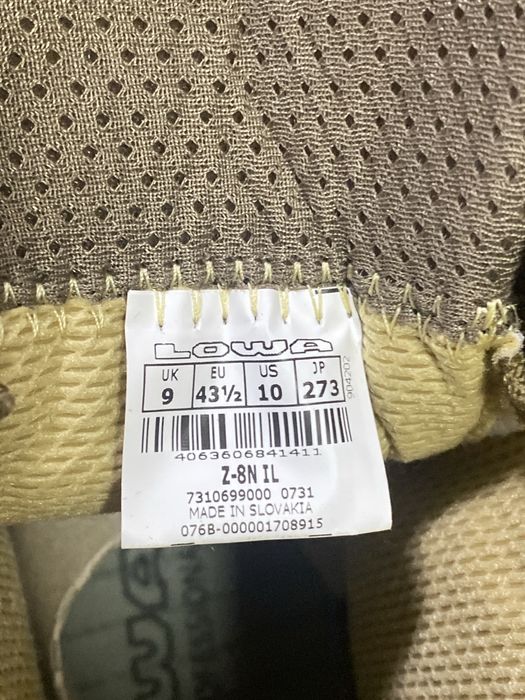 LOWA
UK EU US JP
9 43½ 10 273
904202
4063606841411
Z-8N IL
7310699000 0731
MADE IN SLOVAKIA
076B-000001708915